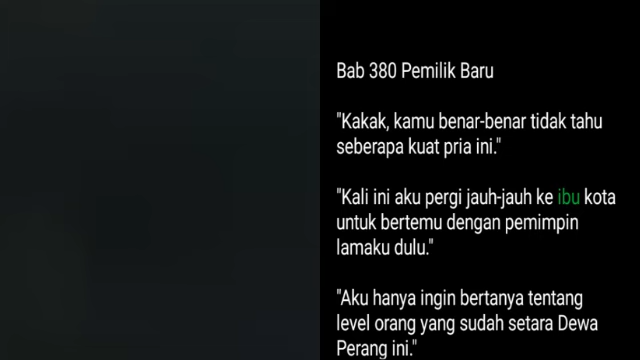 Bab 380 Pemilik Baru
"Kakak, kamu benar-benar tidak tahu
seberapa kuat pria ini."
"Kali ini aku pergi jauh-jauh ke ibu kota
untuk bertemu dengan pemimpin
lamaku dulu."
"Aku hanya ingin bertanya tentang
level orang yang sudah setara Dewa
Perang ini."